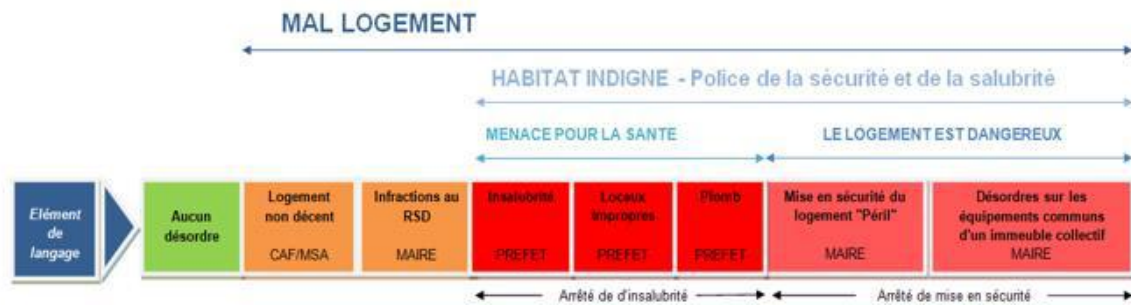 MAL LOGEMENT
HABITAT INDIGNE - Police de la sécurité et de la salubrité
MENACE POUR LA SANTE
LE LOGEMENT EST DANGEREUX
Elément
de
langage
Aucun
désordre
Logement
non décent
CAF/MSA
Infractions au
RSD
MAIRE
Insalubrité
PREFET
Locaux
Impropres
PREFET
Plomb
PREFET
Mise en sécurité du
logement "Péril"
MAIRE
Désordres sur les
équipements communs
d'un immeuble collectif
MAIRE
Arrêté de d'insalubrité
Arrêté de mise en sécurité